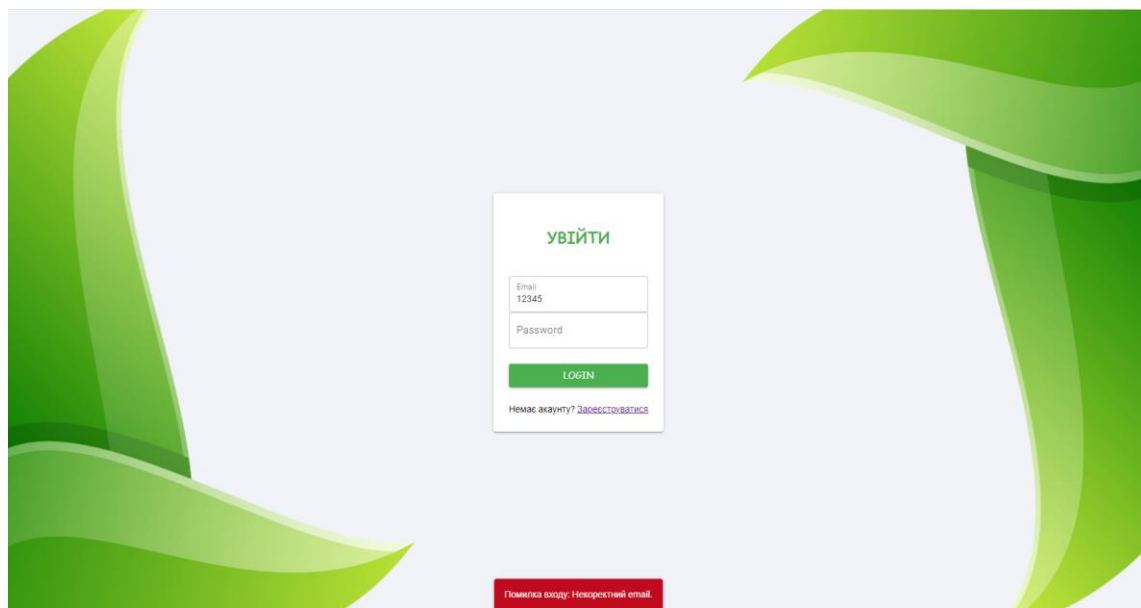 УВІЙТИ
Email
12345
Password
LOGIN
Немає акаунту? Зареєструватися
Помилка входу: Некоректний email.